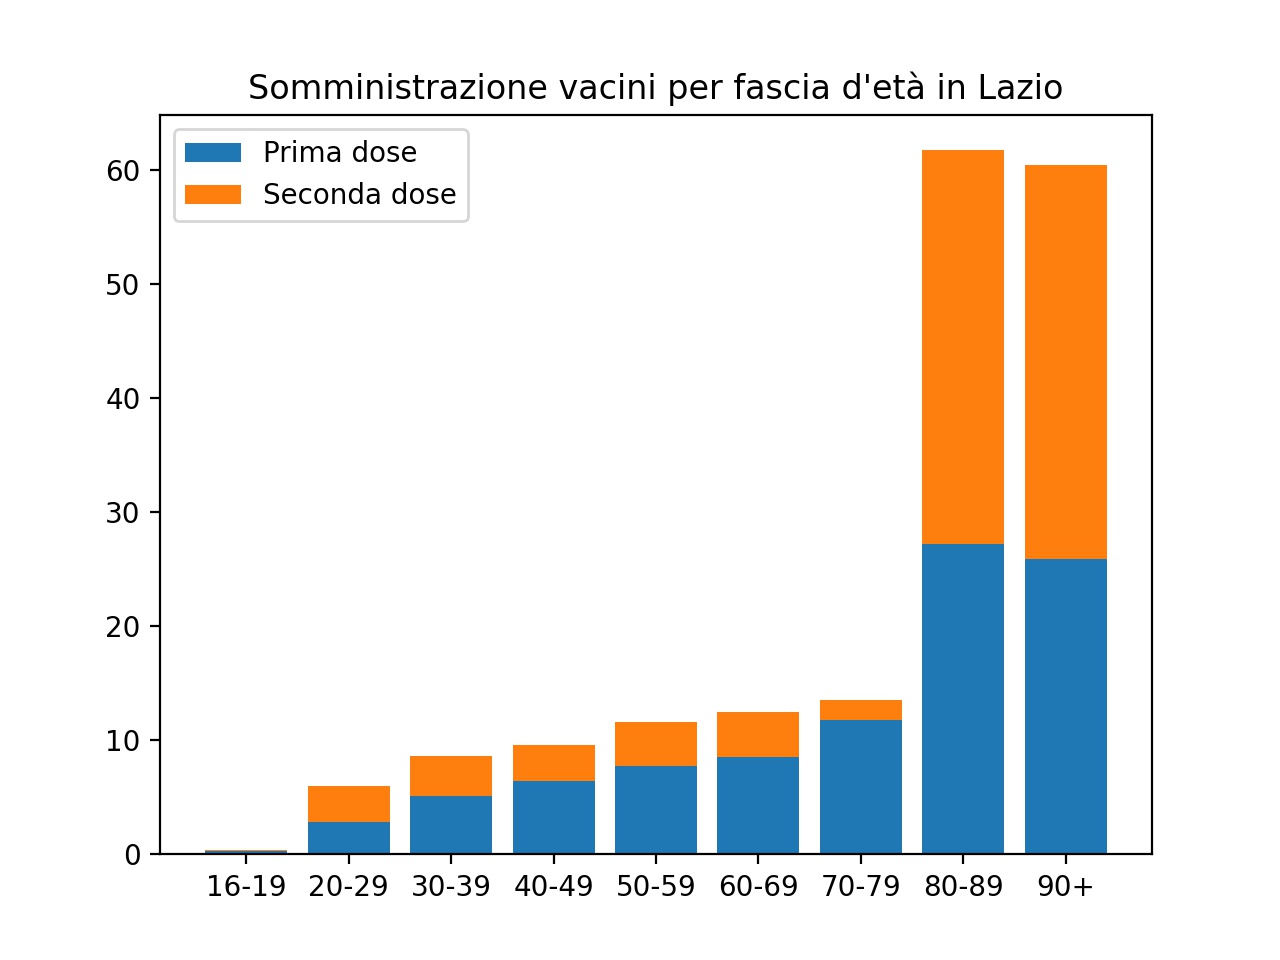 Somministrazione vacini per fascia d'età in Lazio
Prima dose
Seconda dose
60
50
40
30
20
10
0
16-19 20-29 30-39 40-49 50-59 60-69 70-79 80-89 90+